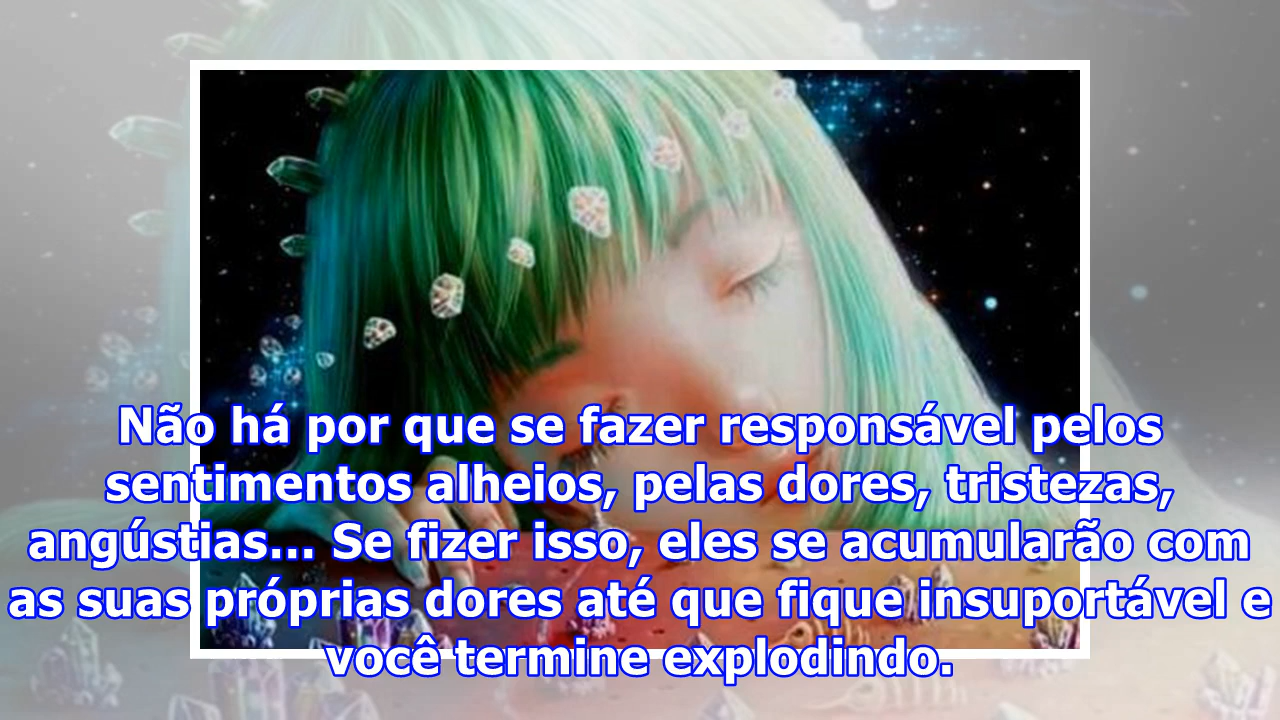 Não há por que se fazer responsável pelos
sentimentos alheios, pelas dores, tristezas,
angústias... Se fizer isso, eles se acumularão com
as suas próprias dores até que fique insuportável e
você termine explodindo.